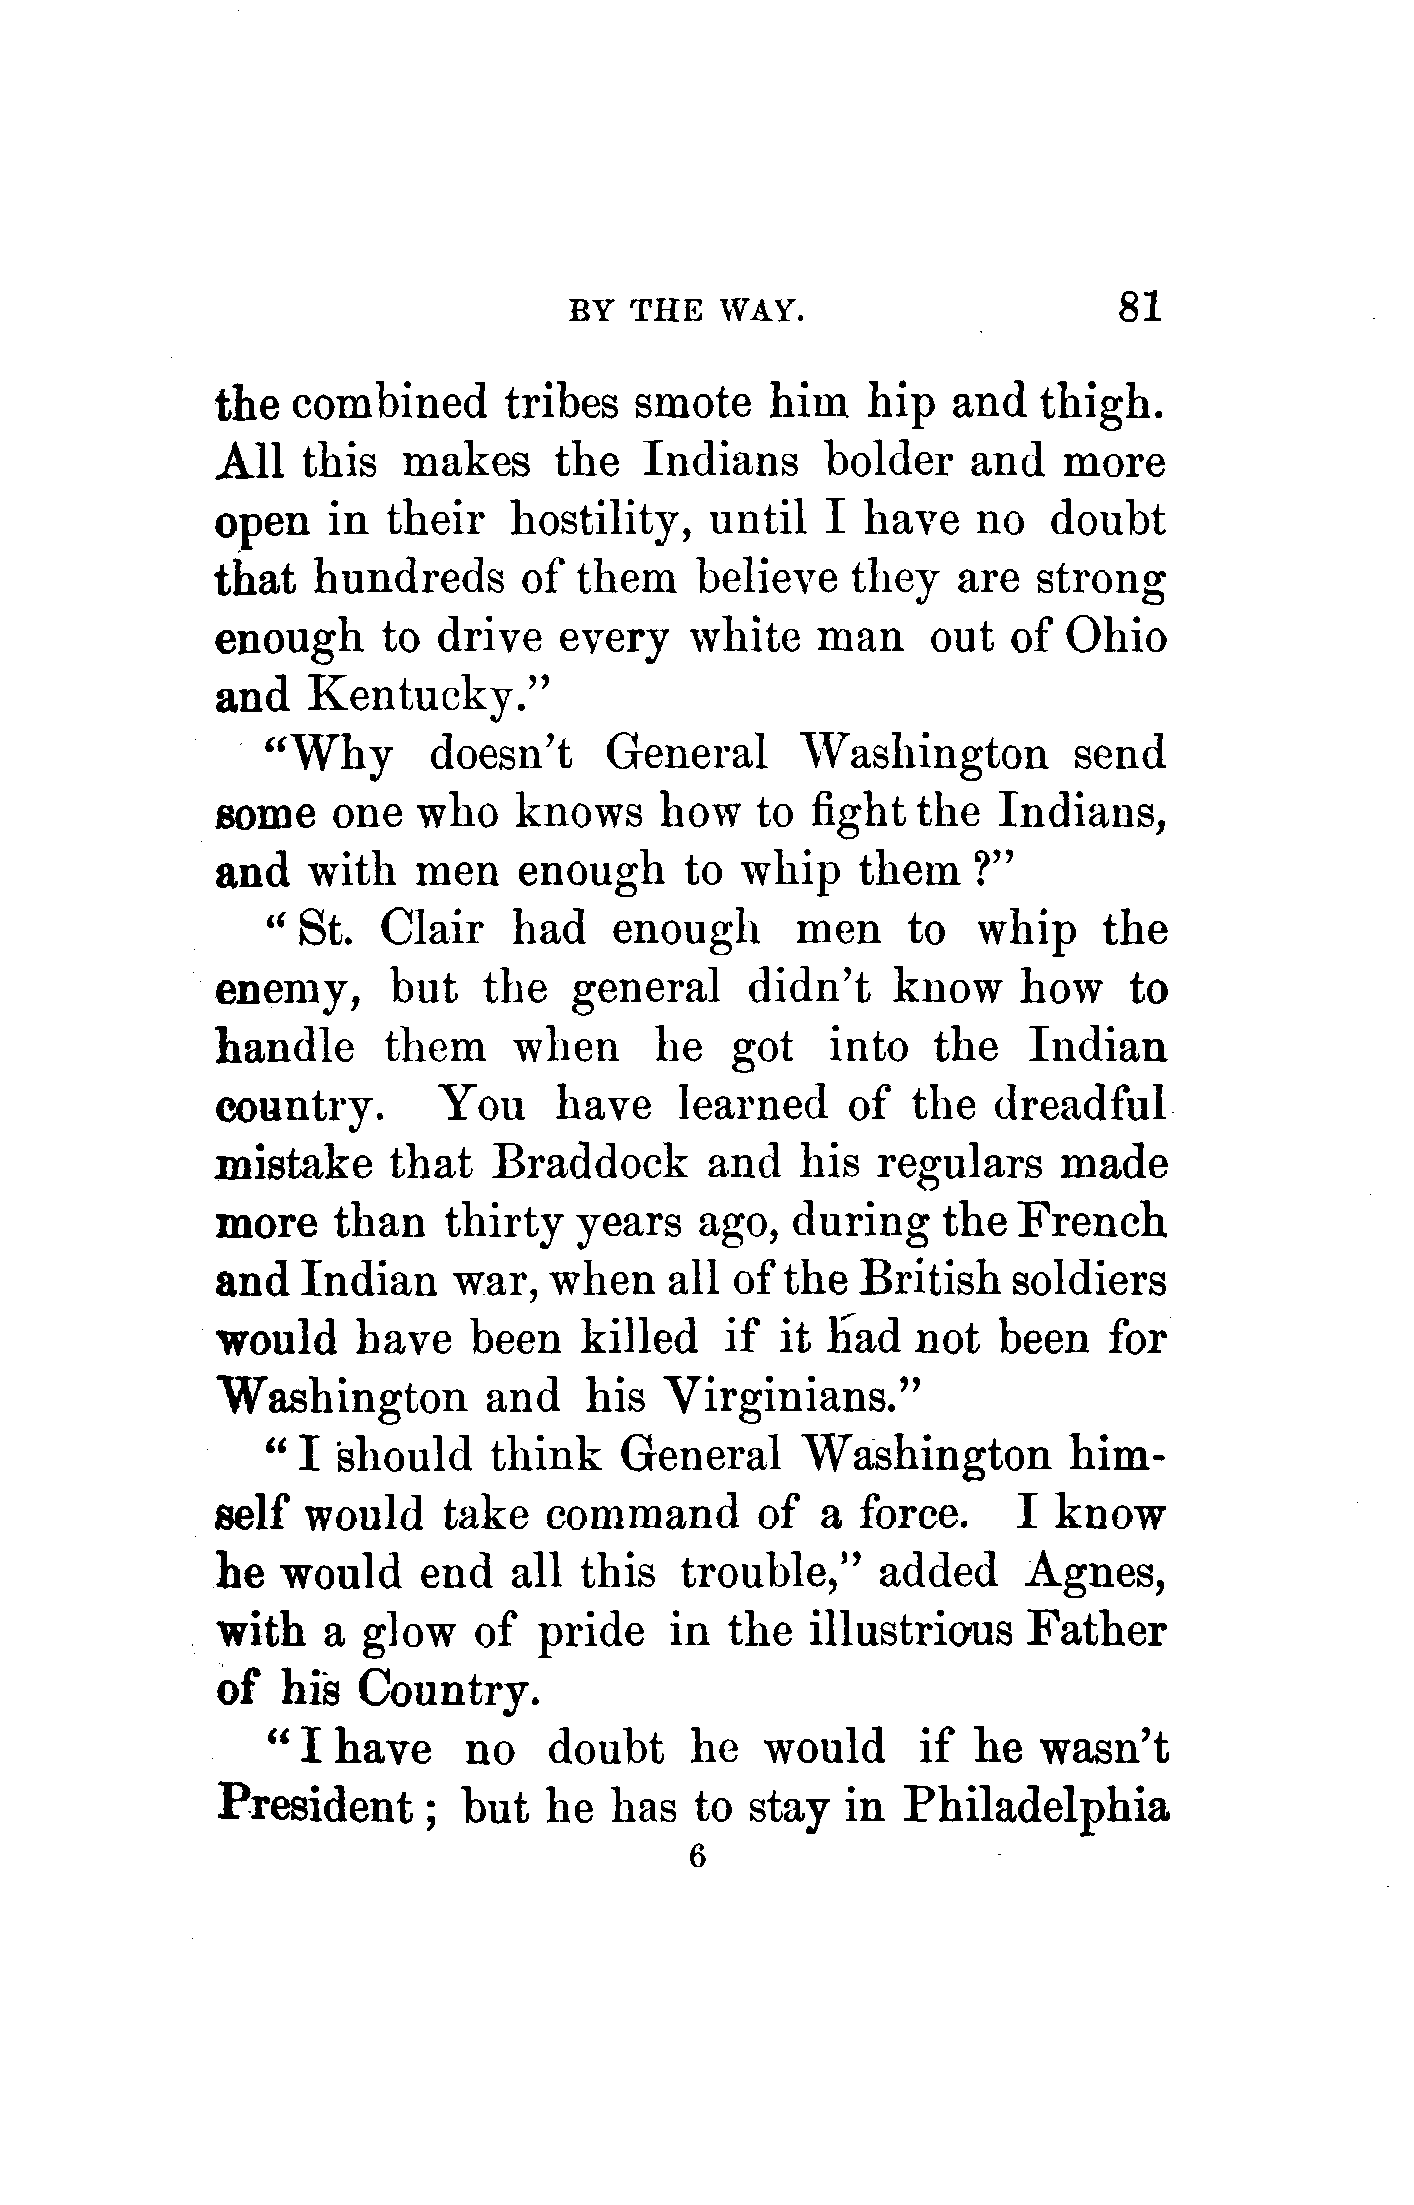 BY THE WAY. 81
the combined tribes smote him hip and thigh.
All this makes the Indians bolder and more
open in their hostility, until I have no doubt
that hundreds of them believe they are strong
enough to drive every white man out of Ohio
and Kentucky."
"Why doesn't General Washington send
some one who knows how to fight the Indians,
and with men enough to whip them ?"
" St. Clair had enough men to whip the
enemy, but the general didn't know how to
handle them when he got into the Indian
country. You have learned of the dreadful
mistake that Braddock and his regulars made
more than thirty years ago, during the French
and Indian war, when all of the British soldiers
would have been killed if it had not been for
Washington and his Virginians."
" I should think General Washington him-
self would take command of a force. I know
he would end all this trouble," added Agnes,
with a glow of pride in the illustrious Father
of his Country.
" I have no doubt he would if he wasn't
President ; but he has to stay in Philadelphia
6